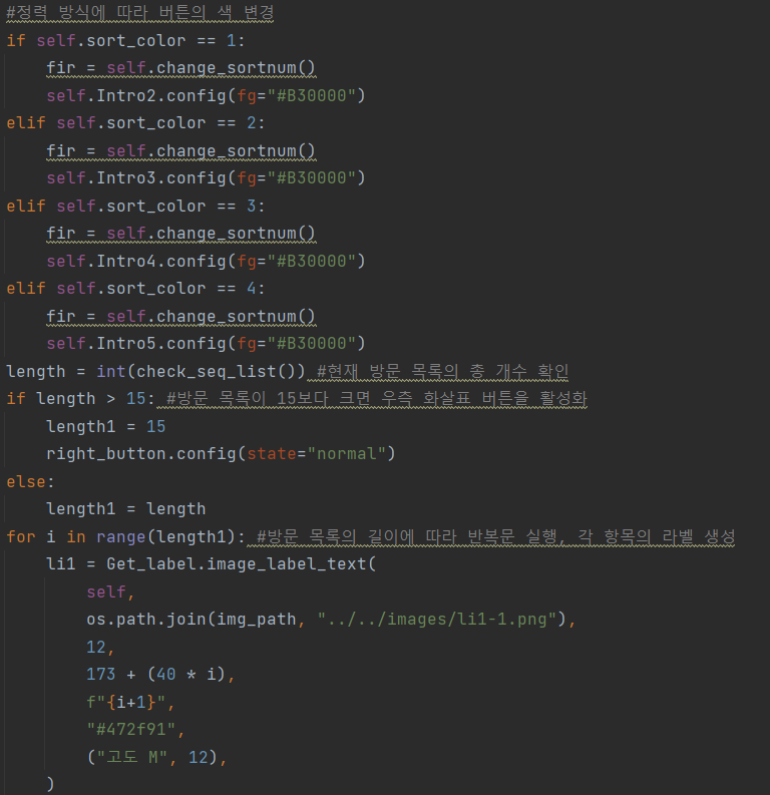 #정력 방식에 따라 버튼의 색 변경
if self.sort_color == 1:
    fir = self.change_sortnum()
    self.Intro2.config(fg="#B30000")
elif self.sort_color == 2:
    fir = self.change_sortnum()
    self.Intro3.config(fg="#B30000")
elif self.sort_color == 3:
    fir = self.change_sortnum()
    self.Intro4.config(fg="#B30000")
elif self.sort_color == 4:
    fir = self.change_sortnum()
    self.Intro5.config(fg="#B30000")
length = int(check_seq_list()) #현재 방문 목록의 총 개수 확인
if length > 15: #방문 목록이 15보다 크면 우측 화살표 버튼을 활성화
    length1 = 15
    right_button.config(state="normal")
else:
    length1 = length
for i in range(length1): #방문 목록의 길이에 따라 반복문 실행, 각 항목의 라벨 생성
    li1 = Get_label.image_label_text(
        self,
        os.path.join(img_path, "../../images/li1-1.png"),
        12,
        173 + (40 * i),
        f"{i+1}",
        "#472f91",
        ("고도 M", 12),
    )